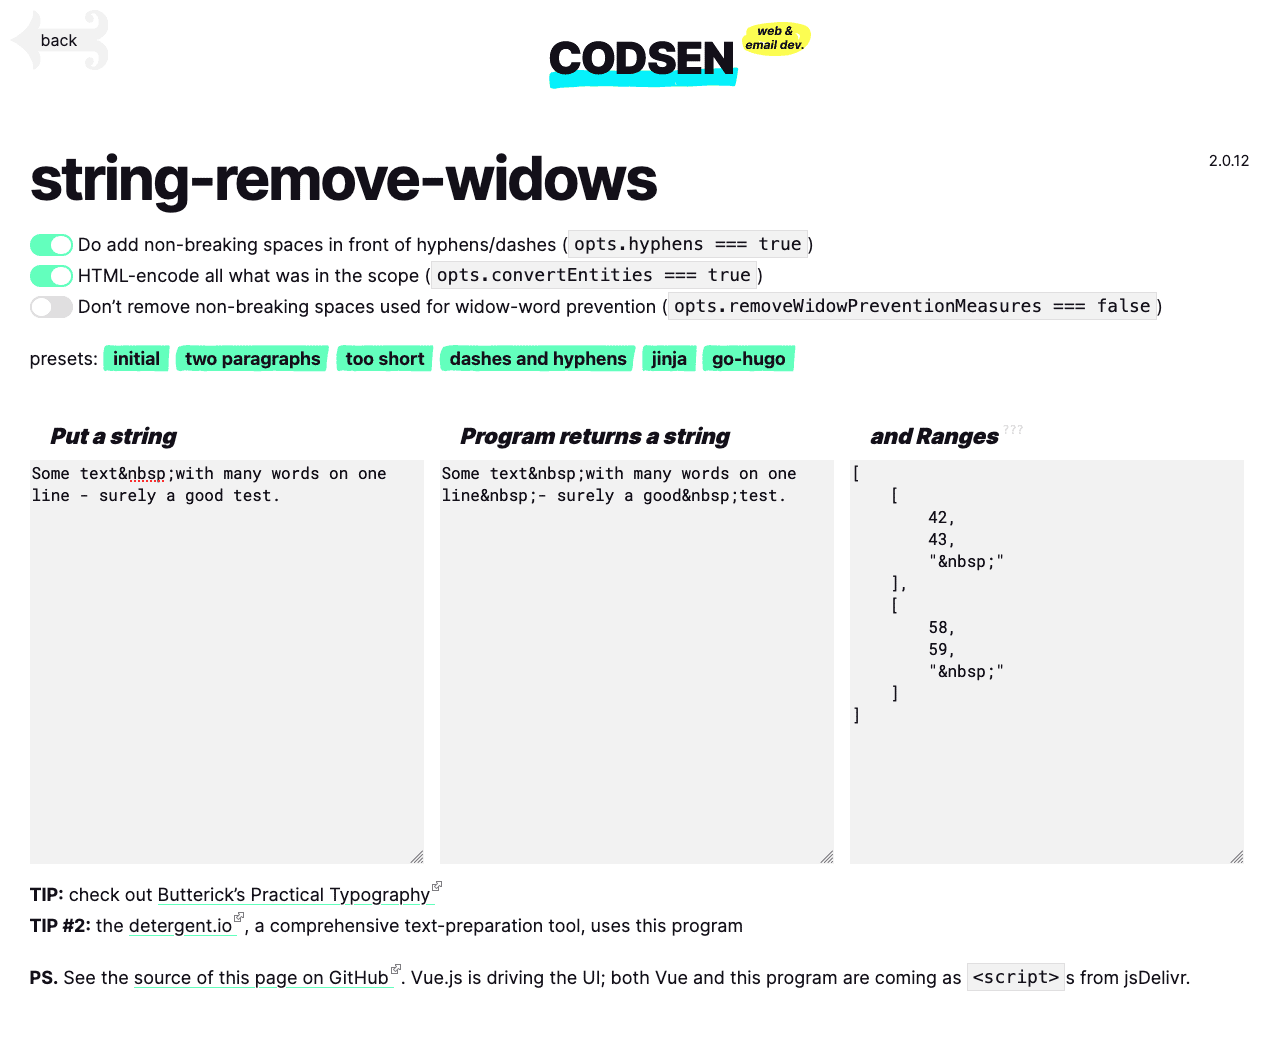 back
CODSEN
web &
email dev.
string-remove-widows
2.0.12
Do add non-breaking spaces in front of hyphens/dashes (opts.hyphens === true)
HTML-encode all what was in the scope (opts.convertEntities === true)
Don’t remove non-breaking spaces used for widow-word prevention (opts.removeWidowPreventionMeasures === false)
presets: initial two paragraphs too short dashes and hyphens jinja go-hugo
Put a string
Some text&nbsp;with many words on one
line - surely a good test.
Program returns a string
Some text&nbsp;with many words on one
line&nbsp;- surely a good&nbsp;test.
and Ranges ???
[
    [
        42,
        43,
        "&nbsp;"
    ],
    [
        58,
        59,
        "&nbsp;"
    ]
]
TIP: check out Butterick’s Practical Typography
TIP #2: the detergent.io, a comprehensive text-preparation tool, uses this program
PS. See the source of this page on GitHub. Vue.js is driving the UI; both Vue and this program are coming as <script>s from jsDelivr.